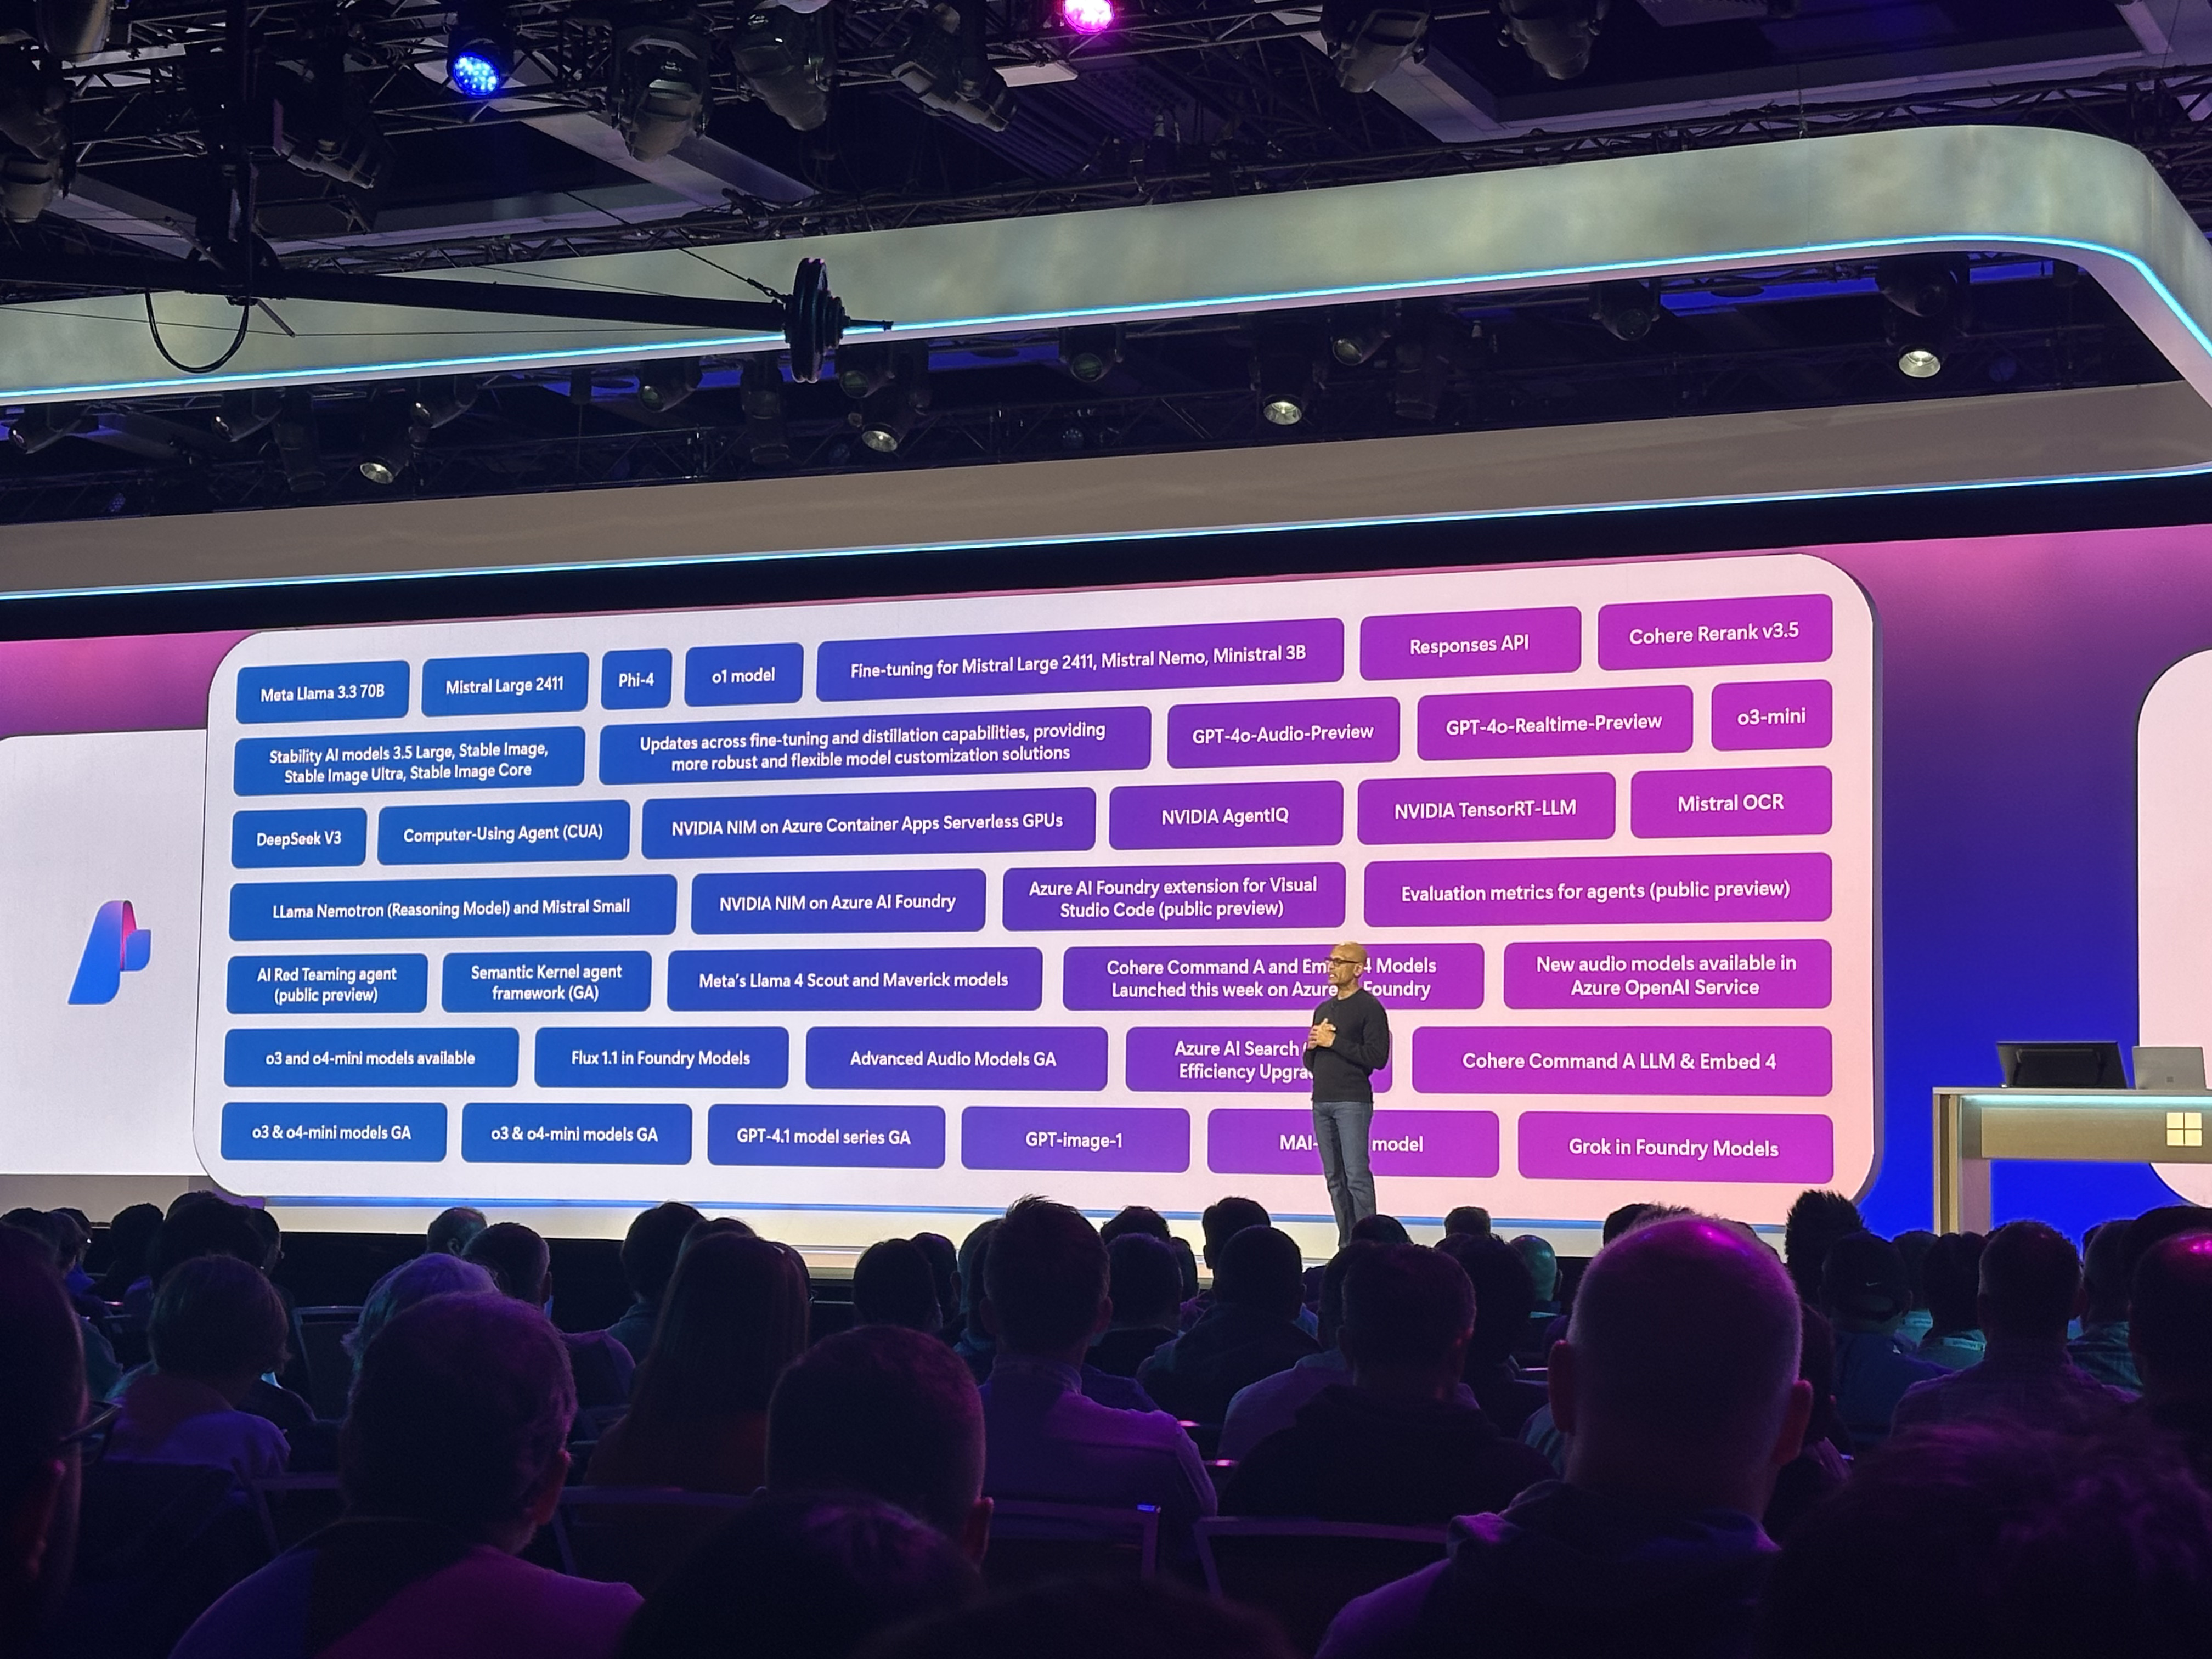 Meta Llama 3.3 70B
Mistral Large 2411
Phi-4
o1 model
Fine-tuning for Mistral Large 2411, Mistral Nemo, Ministral 3B
Responses API
Cohere Rerank v3.5
Stability AI models 3.5 Large, Stable Image,
Stable Image Ultra, Stable Image Core
Updates across fine-tuning and distillation capabilities, providing
more robust and flexible model customization solutions
GPT-4o-Audio-Preview
GPT-4o-Realtime-Preview
o3-mini
DeepSeek V3
Computer-Using Agent (CUA)
NVIDIA NIM on Azure Container Apps Serverless GPUs
NVIDIA AgentIQ
NVIDIA TensorRT-LLM
Mistral OCR
LLama Nemotron (Reasoning Model) and Mistral Small
NVIDIA NIM on Azure AI Foundry
Azure AI Foundry extension for Visual
Studio Code (public preview)
Evaluation metrics for agents (public preview)
AI Red Teaming agent
(public preview)
Semantic Kernel agent
framework (GA)
Meta's Llama 4 Scout and Maverick models
Cohere Command A and 4 Models
Launched this week on Azure Foundry
New audio models available in
Azure OpenAI Service
o3 and o4-mini models available
Flux 1.1 in Foundry Models
Advanced Audio Models GA
Azure AI Search
Efficiency
Cohere Command A LLM & Embed 4
o3 & o4-mini models GA
o3 & o4-mini models GA
GPT-4.1 model series GA
GPT-image-1
MAI- model
Grok in Foundry Models